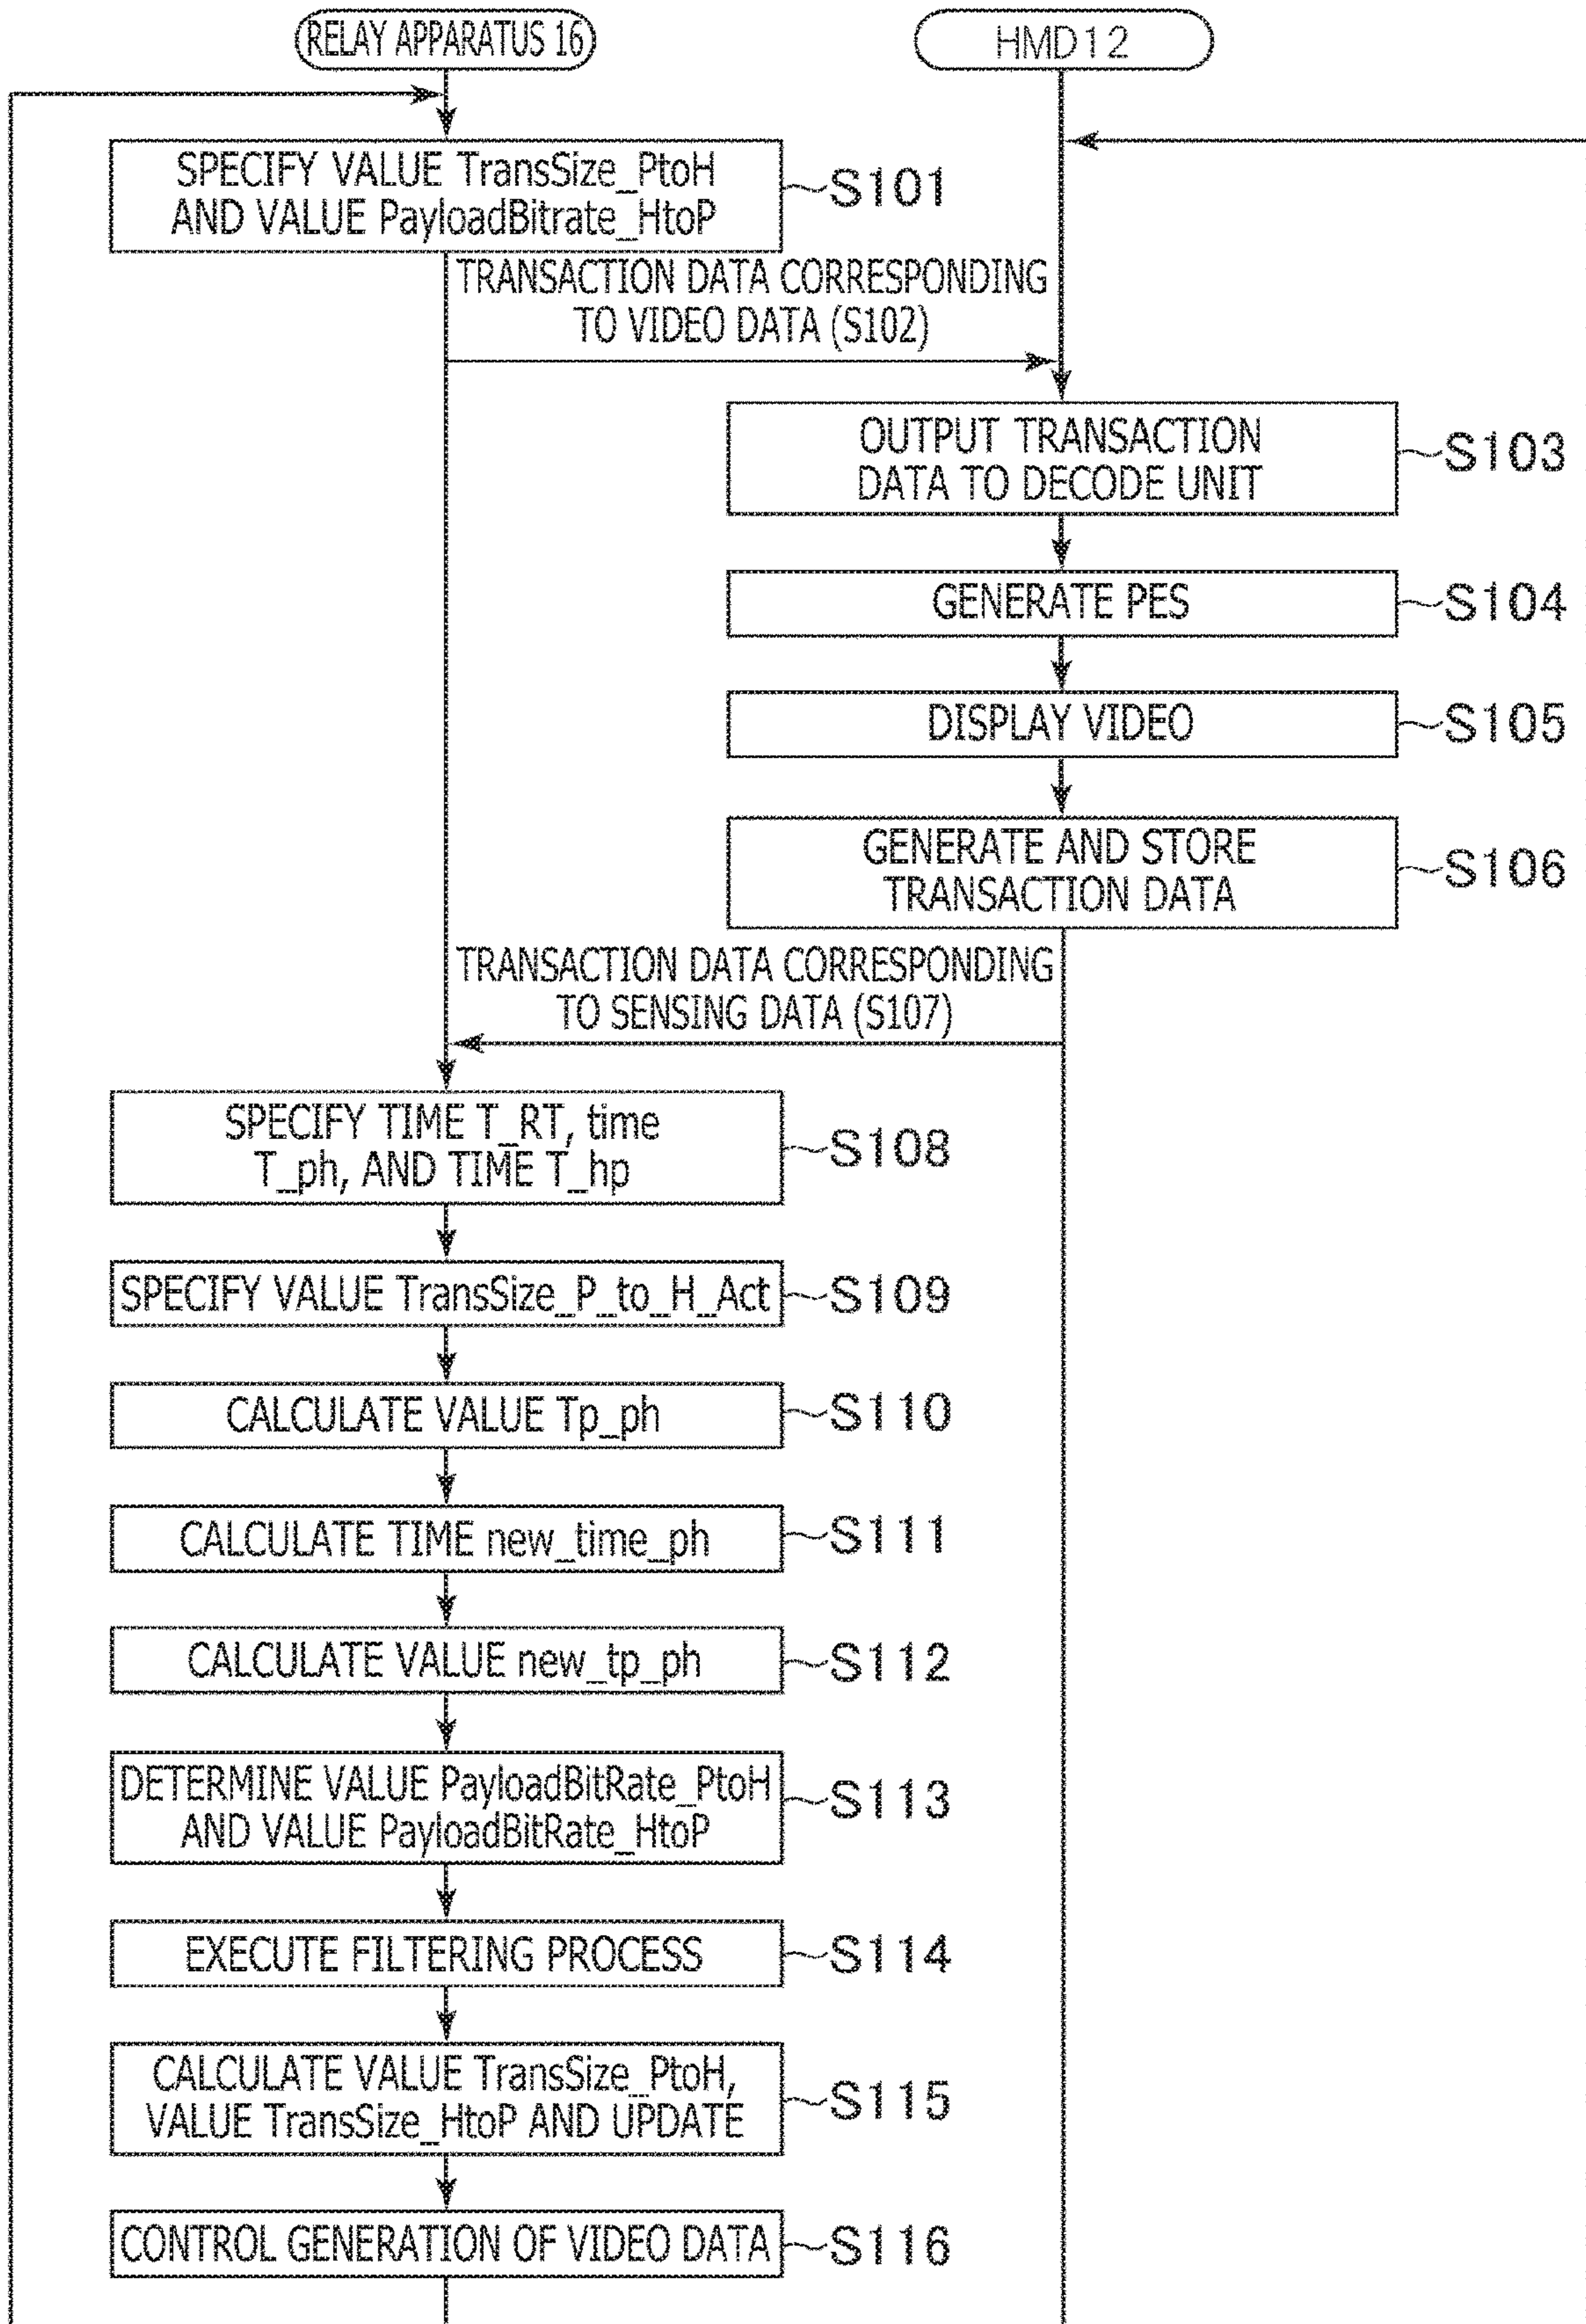 RELAY APPARATUS 16
HMD12
SPECIFY VALUE TransSize_PtoH
AND VALUE PayloadBitrate_HtoP
S101
TRANSACTION DATA CORRESPONDING
TO VIDEO DATA (S102)
OUTPUT TRANSACTION
DATA TO DECODE UNIT
S103
GENERATE PES
S104
DISPLAY VIDEO
S105
GENERATE AND STORE
TRANSACTION DATA
S106
TRANSACTION DATA CORRESPONDING
TO SENSING DATA (S107)
SPECIFY TIME T_RT, time
T_ph, AND TIME T_hp
S108
SPECIFY VALUE TransSize_P_to_H_Act
S109
CALCULATE VALUE Tp_ph
S110
CALCULATE TIME new_time_ph
S111
CALCULATE VALUE new_tp_ph
S112
DETERMINE VALUE PayloadBitRate_PtoH
AND VALUE PayloadBitRate_HtoP
S113
EXECUTE FILTERING PROCESS
S114
CALCULATE VALUE TransSize_PtoH,
VALUE TransSize_HtoP AND UPDATE
S115
CONTROL GENERATION OF VIDEO DATA
S116